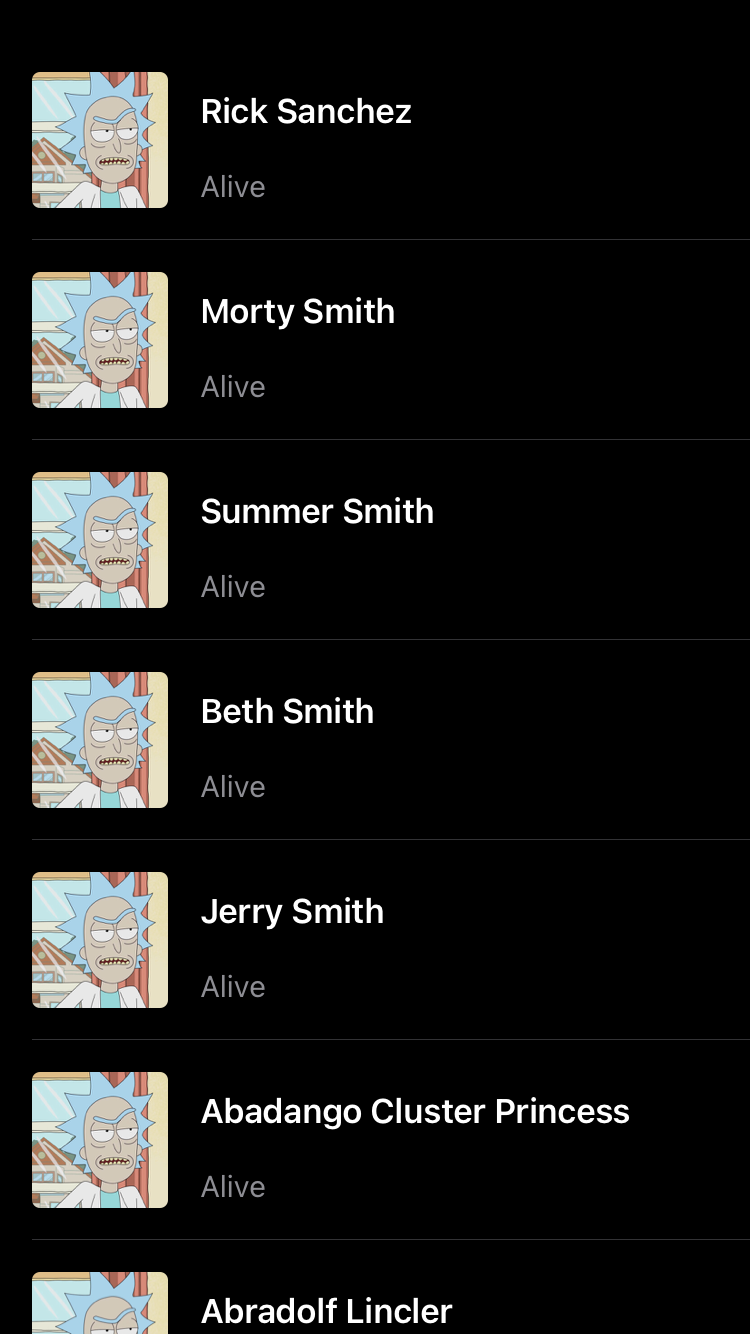 Rick Sanchez
Alive
Morty Smith
Alive
Summer Smith
Alive
Beth Smith
Alive
Jerry Smith
Alive
Abadango Cluster Princess
Alive
Abradolf Lincler